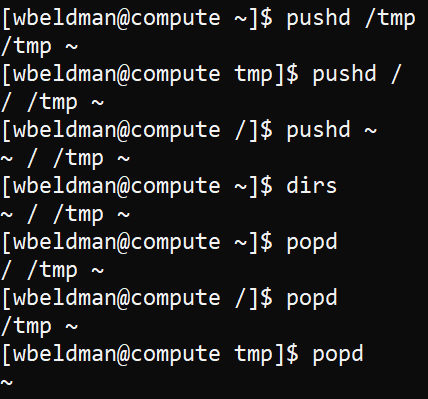 [wbeldman@compute ~]$ pushd /tmp
/tmp ~
[wbeldman@compute tmp]$ pushd /
/ /tmp ~
[wbeldman@compute /]$ pushd ~
~ / /tmp ~
[wbeldman@compute ~]$ dirs
~ / /tmp ~
[wbeldman@compute ~]$ popd
/ /tmp ~
[wbeldman@compute /]$ popd
/tmp ~
[wbeldman@compute tmp]$ popd
~